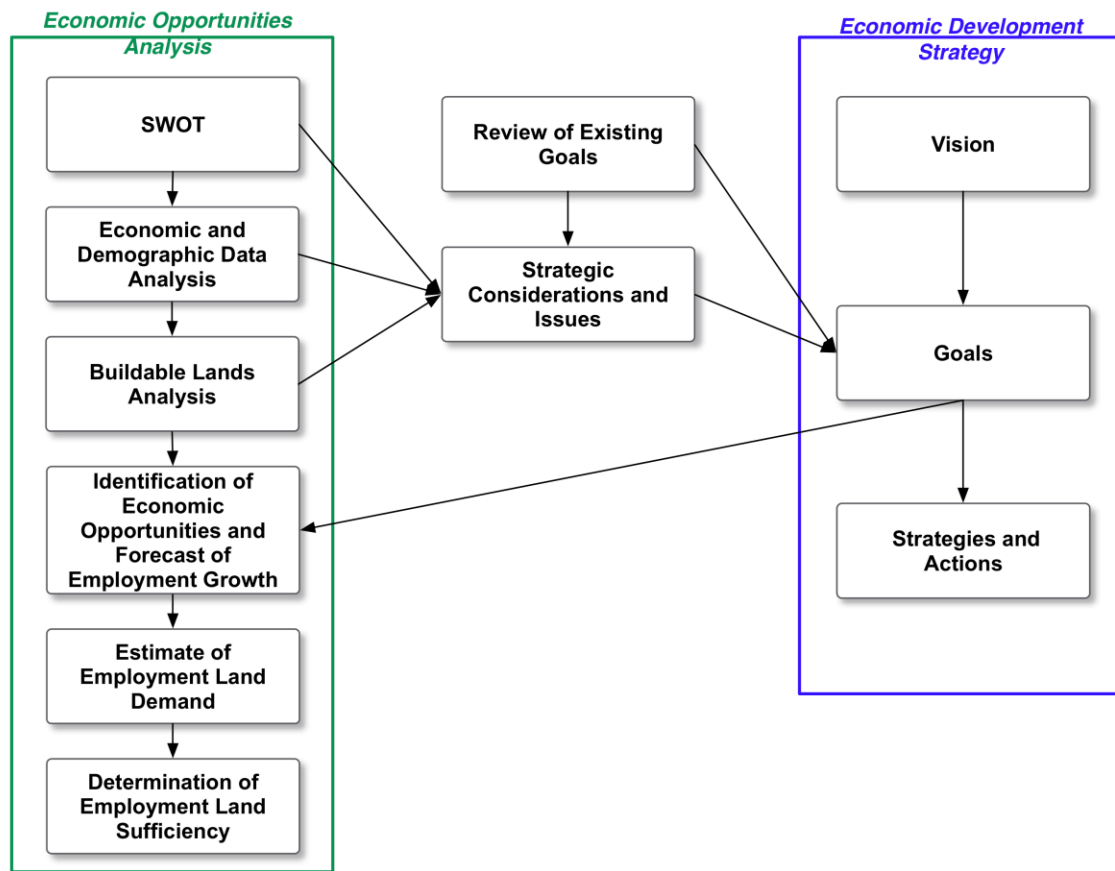 Economic Opportunities
Analysis
SWOT
Economic and
Demographic Data
Analysis
Buildable Lands
Analysis
Identification of
Economic
Opportunities and
Forecast of
Employment Growth
Estimate of
Employment Land
Demand
Determination of
Employment Land
Sufficiency
Review of Existing
Goals
Strategic
Considerations and
Issues
Economic Development
Strategy
Vision
Goals
Strategies and
Actions